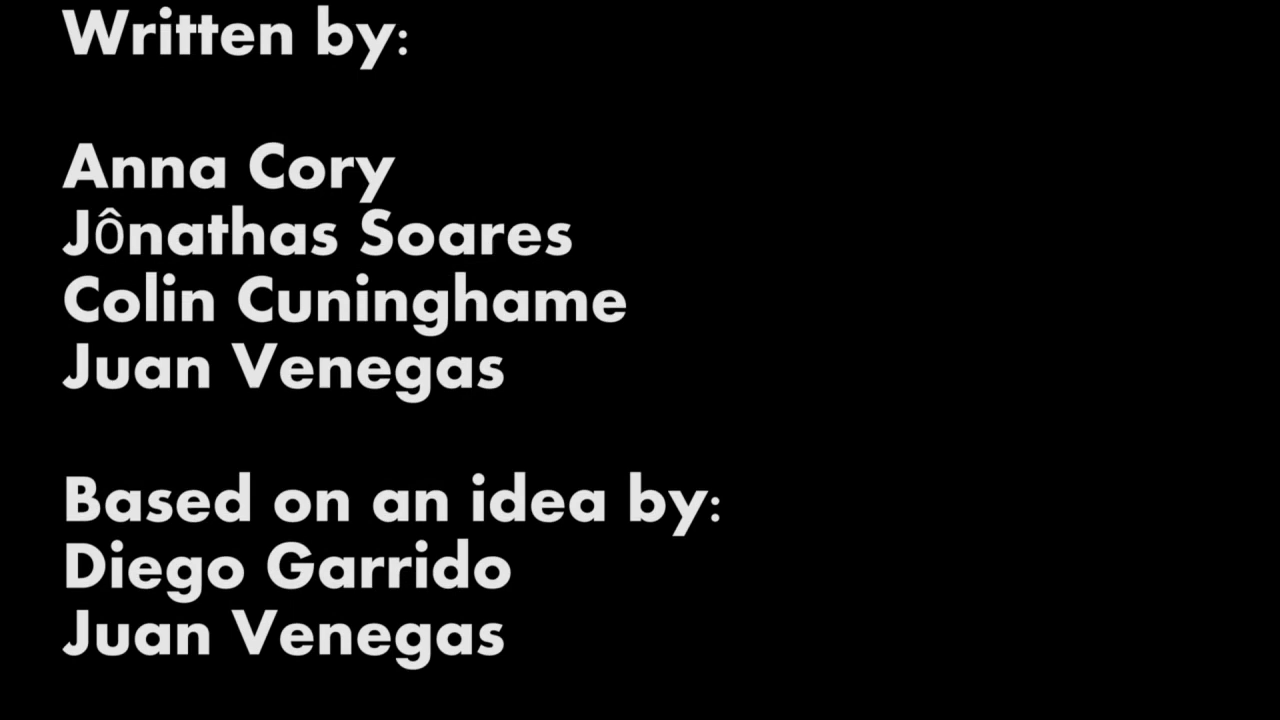 Written by:
Anna Cory
Jônathas Soares
Colin Cuninghame
Juan Venegas
Based on an idea by:
Diego Garrido
Juan Venegas